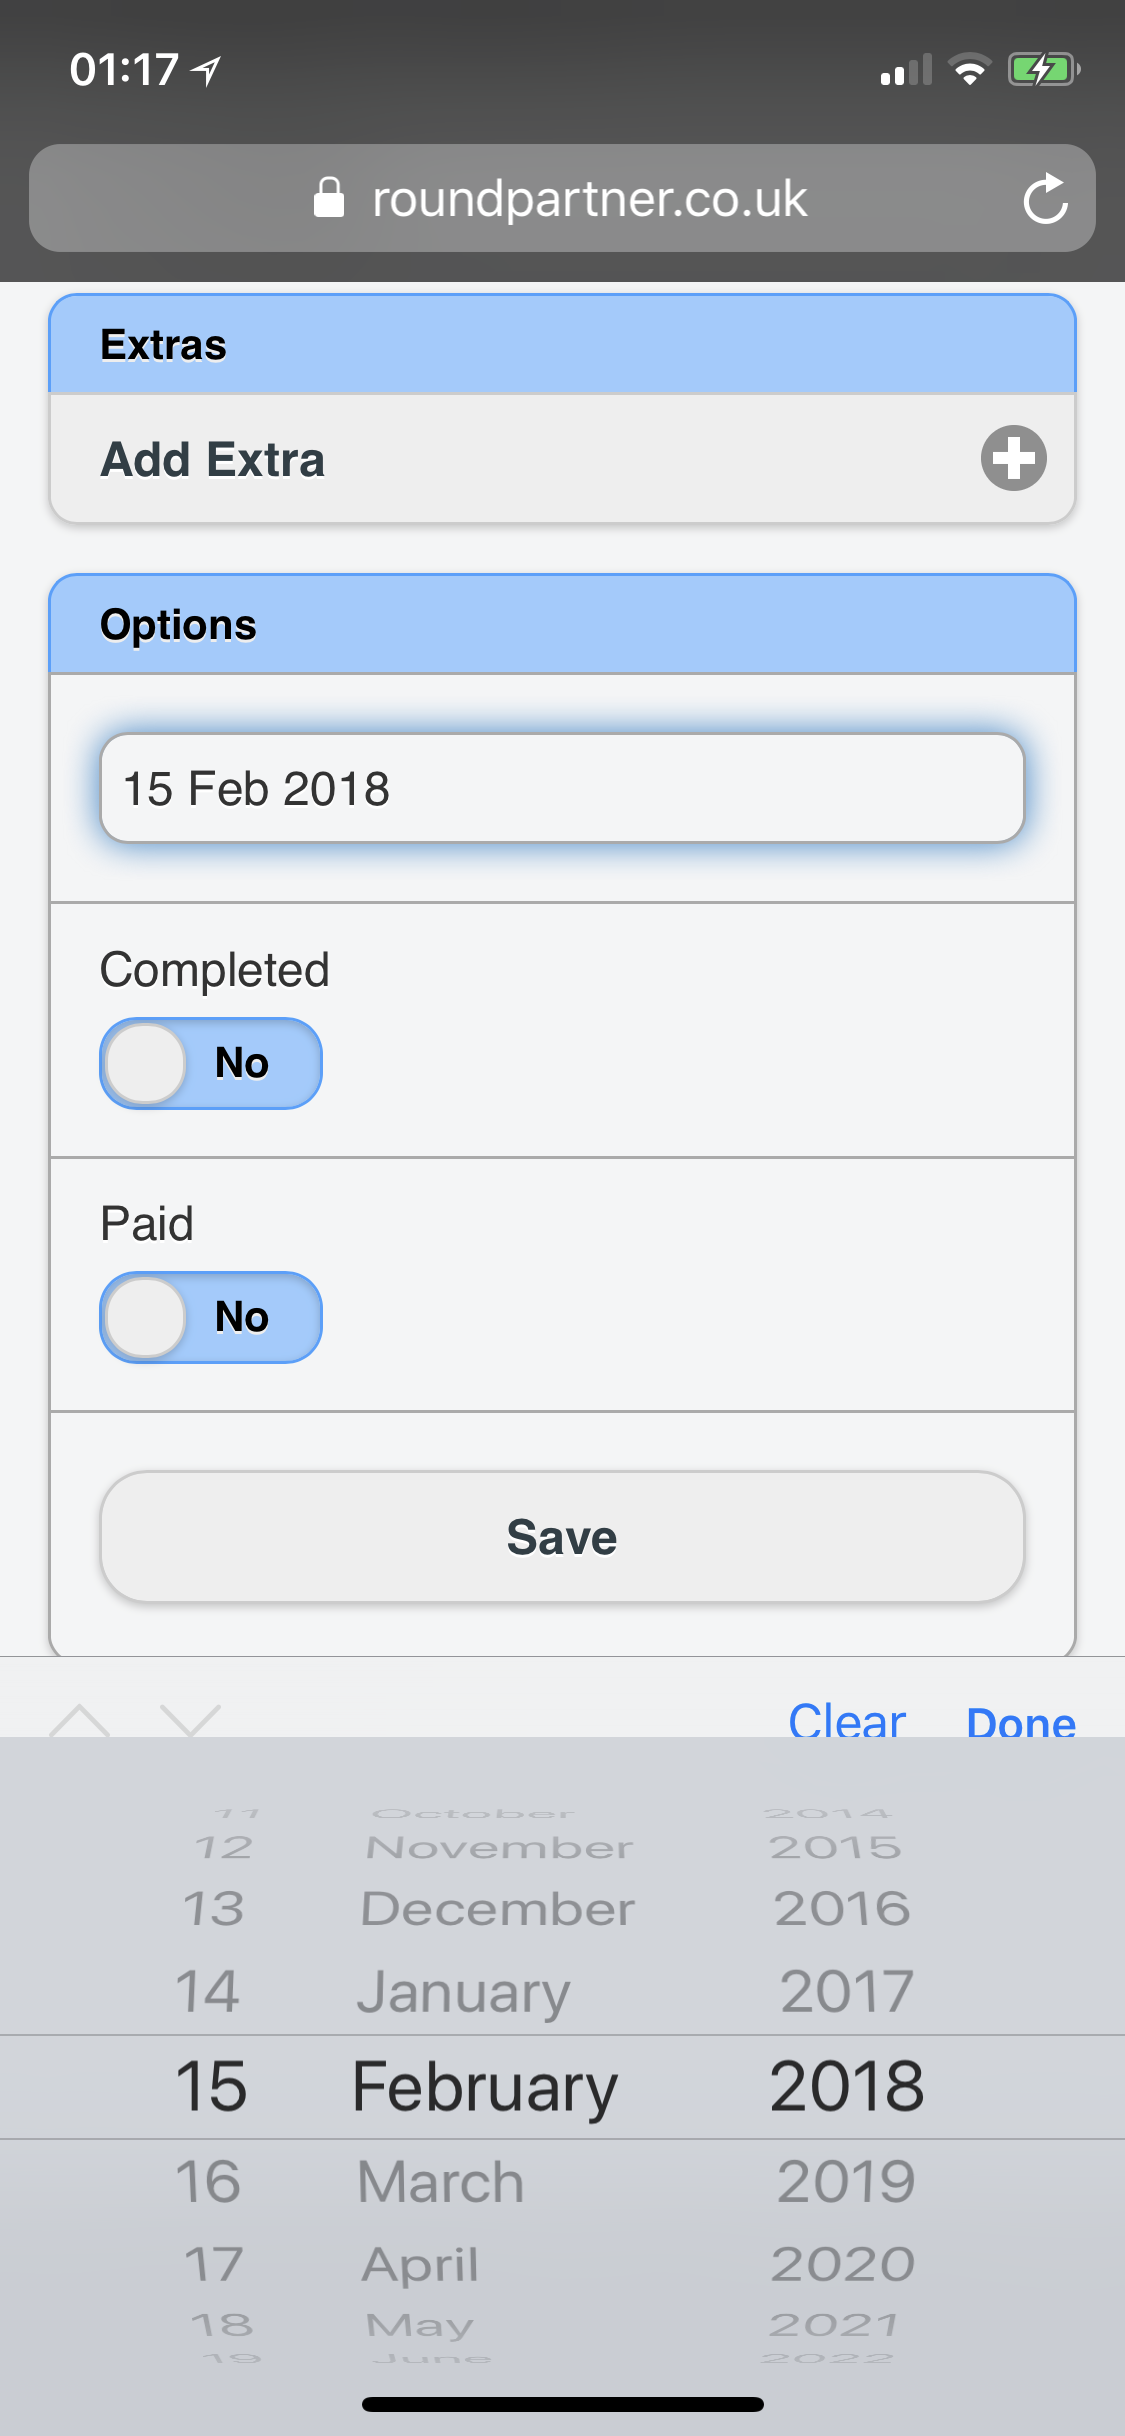 01:17
roundpartner.co.uk
Extras
Add Extra
Options
15 Feb 2018
Completed
No
Paid
No
Save
Clear Done
11 October 2014
12 November 2015
13 December 2016
14 January 2017
15 February 2018
16 March 2019
17 April 2020
18 May 2021
19 June 2022